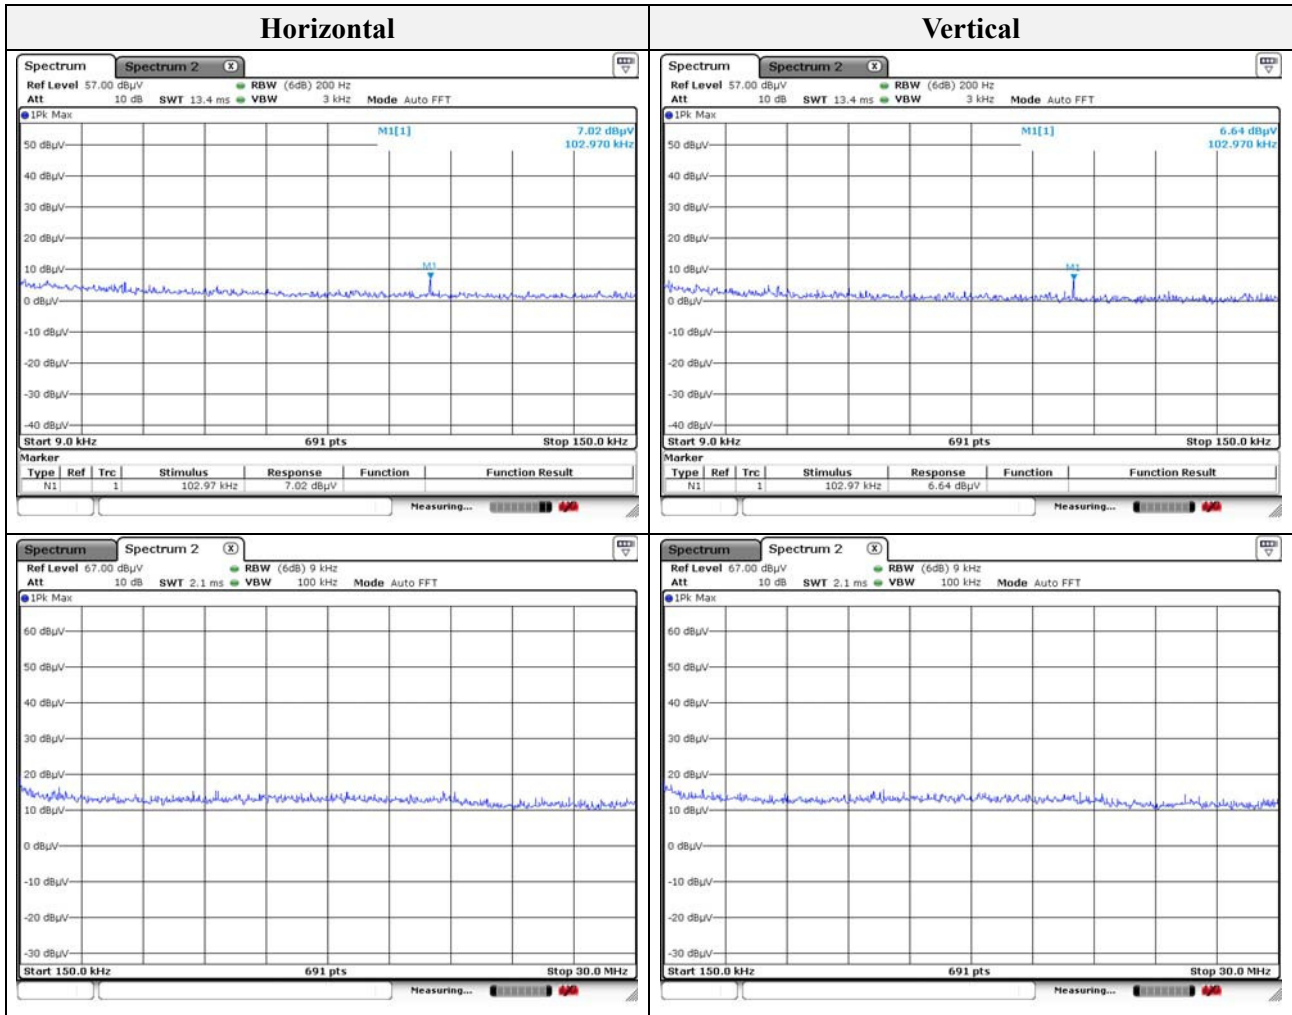 Horizontal
Vertical
Spectrum Spectrum 2 X
Ref Level 57.00 dBµV RBW (6dB) 200 Hz
Att 10 dB SWT 13.4 ms VBW 3 kHz Mode Auto FFT
1Pk Max
M1[1] 7.02 dBµV
102.970 kHz
50 dBµV
40 dBµV
30 dBµV
20 dBµV
10 dBµV
M1
0 dBµV
-10 dBµV
-20 dBµV
-30 dBµV
-40 dBµV
Start 9.0 kHz 691 pts Stop 150.0 kHz
Marker
Type Ref Trc Stimulus Response Function Function Result
N1 1 102.97 kHz 7.02 dBµV
Measuring...
Spectrum Spectrum 2 X
Ref Level 57.00 dBµV RBW (6dB) 200 Hz
Att 10 dB SWT 13.4 ms VBW 3 kHz Mode Auto FFT
1Pk Max
M1[1] 6.64 dBµV
102.970 kHz
50 dBµV
40 dBµV
30 dBµV
20 dBµV
10 dBµV
M1
0 dBµV
-10 dBµV
-20 dBµV
-30 dBµV
-40 dBµV
Start 9.0 kHz 691 pts Stop 150.0 kHz
Marker
Type Ref Trc Stimulus Response Function Function Result
N1 1 102.97 kHz 6.64 dBµV
Measuring...
Spectrum Spectrum 2 X
Ref Level 67.00 dBµV RBW (6dB) 9 kHz
Att 10 dB SWT 2.1 ms VBW 100 kHz Mode Auto FFT
1Pk Max
60 dBµV
50 dBµV
40 dBµV
30 dBµV
20 dBµV
10 dBµV
0 dBµV
-10 dBµV
-20 dBµV
-30 dBµV
Start 150.0 kHz 691 pts Stop 30.0 MHz
Measuring...
Spectrum Spectrum 2 X
Ref Level 67.00 dBµV RBW (6dB) 9 kHz
Att 10 dB SWT 2.1 ms VBW 100 kHz Mode Auto FFT
1Pk Max
60 dBµV
50 dBµV
40 dBµV
30 dBµV
20 dBµV
10 dBµV
0 dBµV
-10 dBµV
-20 dBµV
-30 dBµV
Start 150.0 kHz 691 pts Stop 30.0 MHz
Measuring...